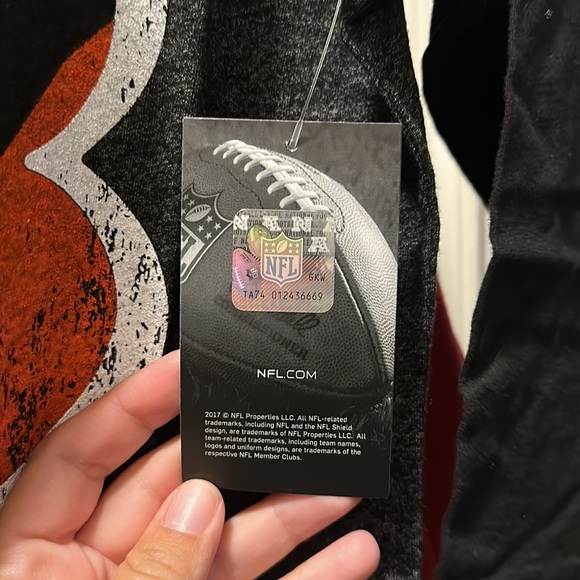 NFL
GKW
TA74 012436669
NFL.COM
2017 © NFL Properties LLC. All NFL-related
trademarks, including NFL and the NFL Shield
design, are trademarks of NFL Properties LLC. All
team-related trademarks, including team names,
logos and uniform designs, are trademarks of the
respective NFL Member Clubs.